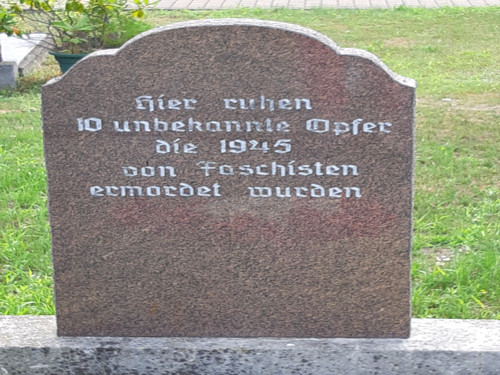 Hier ruhen
10 unbekannte Opfer
die 1945
von Faschisten
ermordet wurden